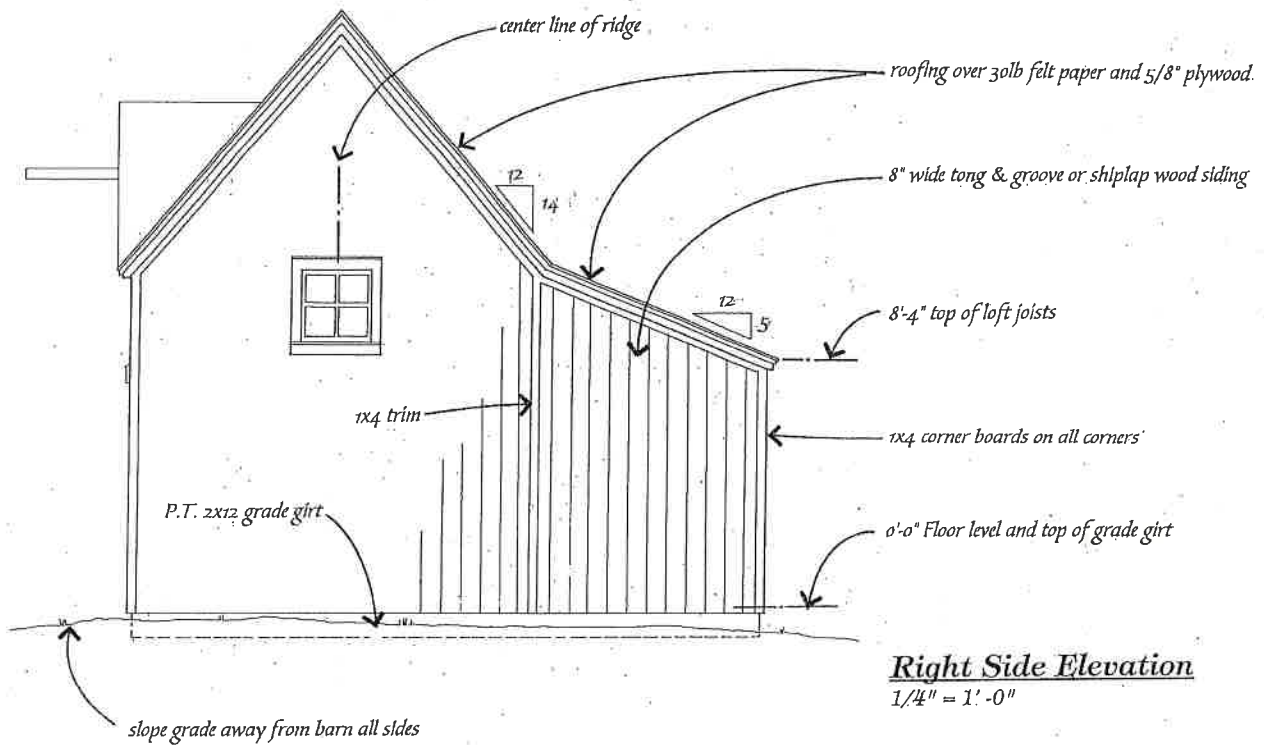 center line of ridge
roofing over 30lb felt paper and 5/8" plywood.
12
14
8" wide tong & groove or shiplap wood siding
12
5
8'-4" top of loft joists
1x4 trim
1x4 corner boards on all corners
P.T. 2x12 grade girt
0'-0" Floor level and top of grade girt
Right Side Elevation
1/4" = 1'-0"
slope grade away from barn all sides